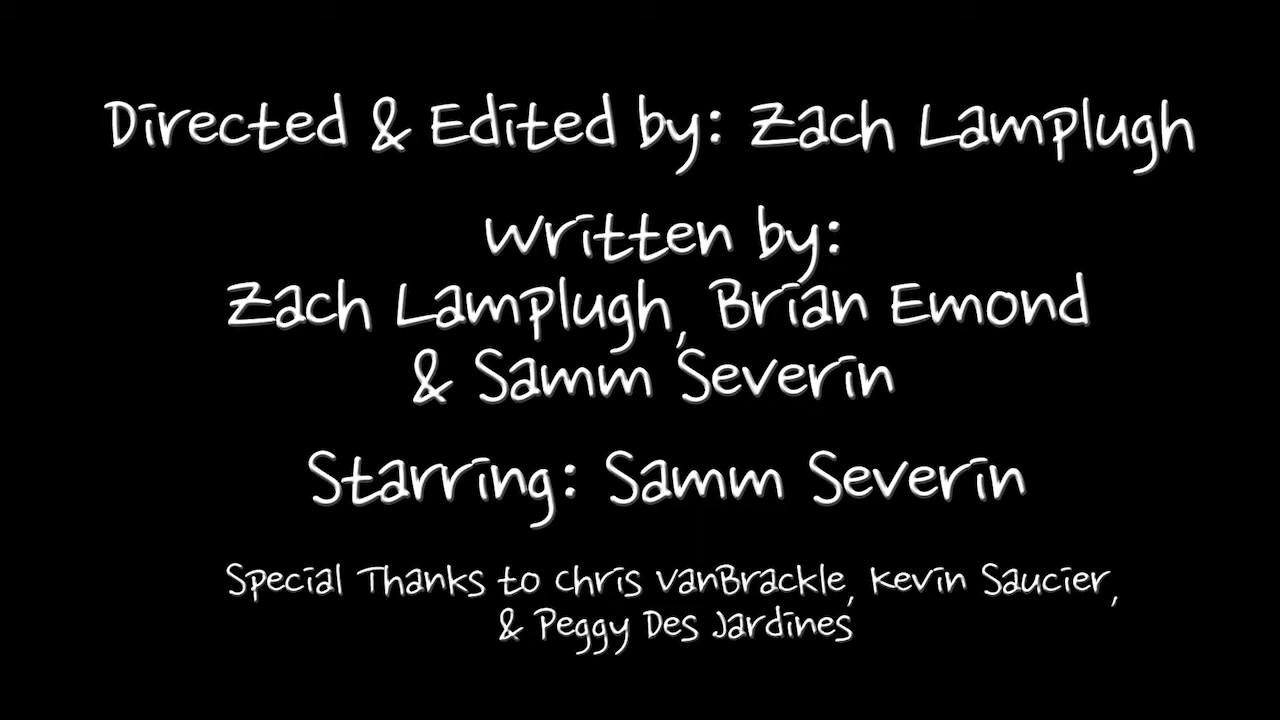 Directed & Edited by: Zach Lamplugh
Written by:
Zach Lamplugh, Brian Emond
& Samm Severin
Starring: Samm Severin
Special Thanks to Chris VanBrackle, Kevin Saucier,
& Peggy Des Jardines